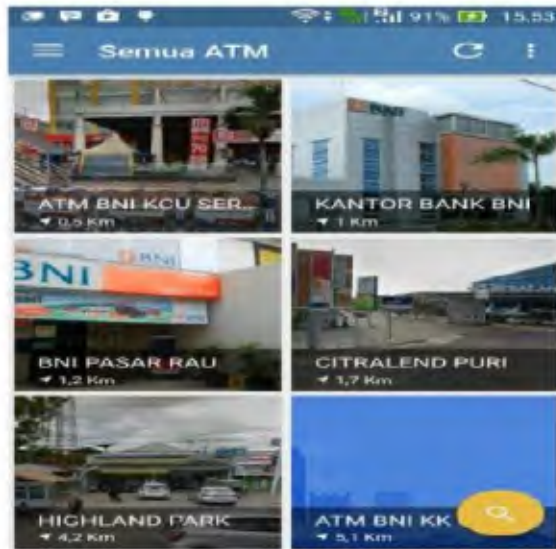 91% 15.53
Semua ATM
BNI
ATM BNI KCU SER...
0,5 Km
KANTOR BANK BNI
1 Km
BNI
BNI
BNI PASAR RAU
1,2 Km
CITRALEND PURI
1,7 Km
HIGHLAND PARK
4,2 Km
ATM BNI KK
5,1 Km